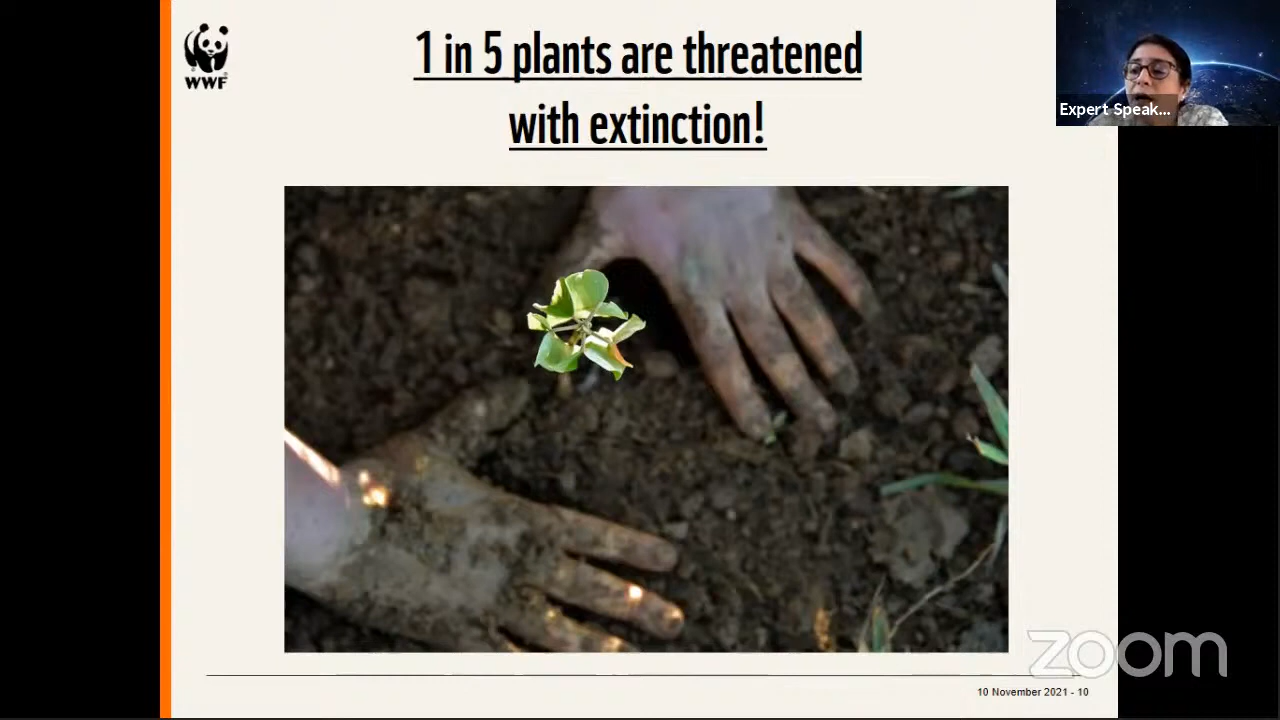 1 in 5 plants are threatened
with extinction!
WWF
Expert Speak...
zoom
10 November 2021 - 10